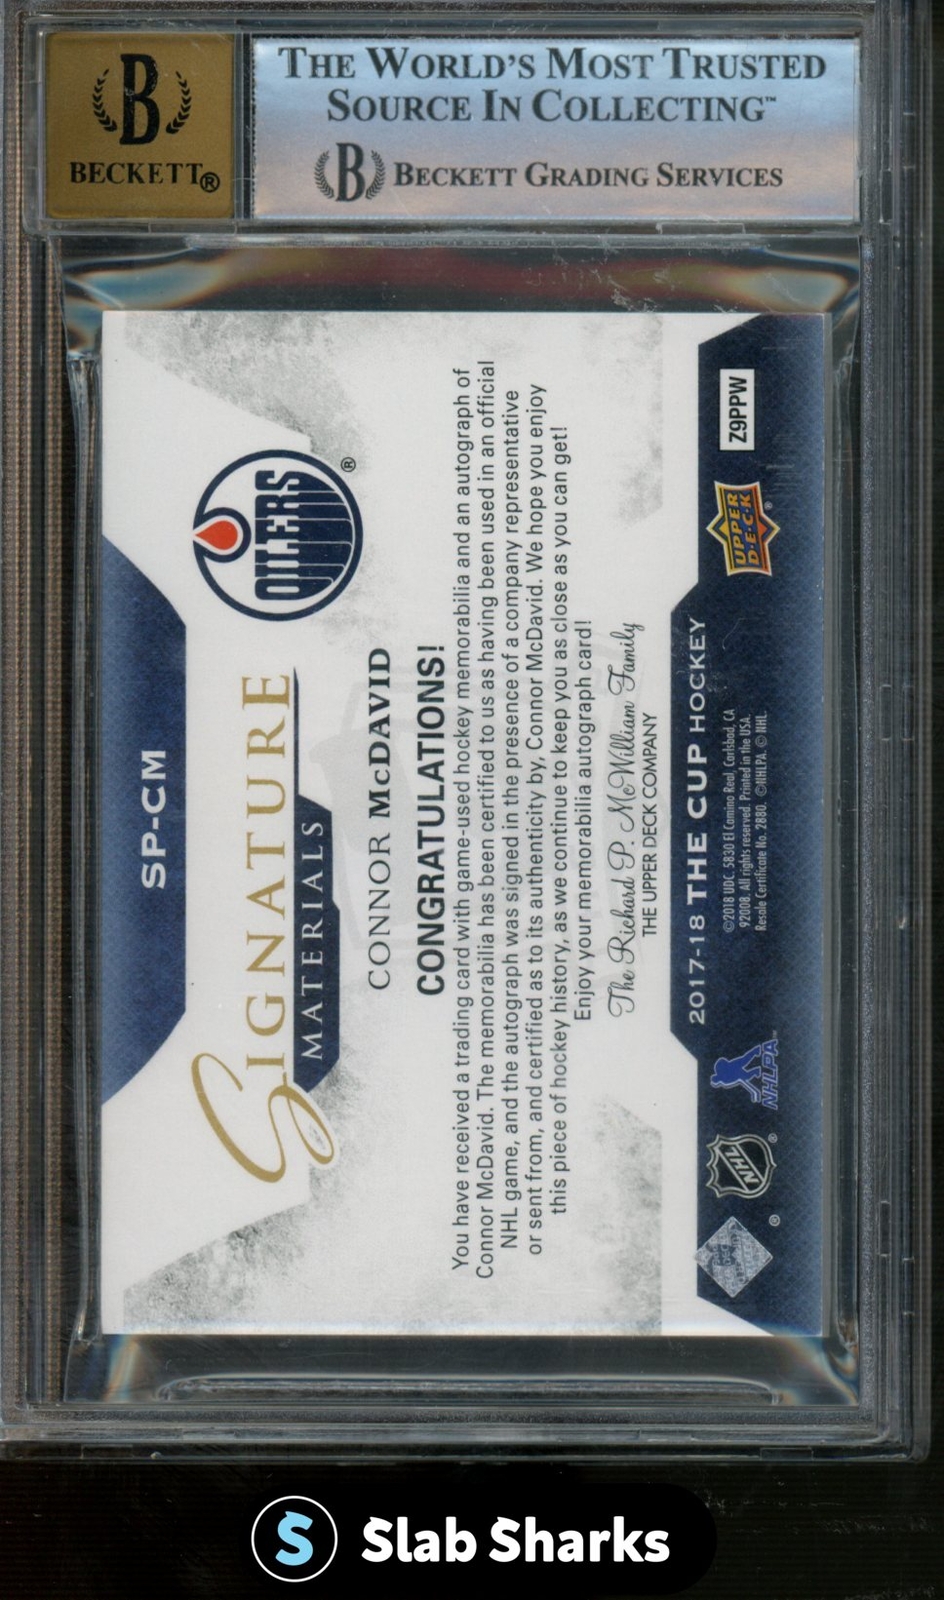 THE WORLD'S MOST TRUSTED
SOURCE IN COLLECTING™
B
BECKETT®
B BECKETT GRADING SERVICES
SP-CM
SIGNATURE
MATERIALS
OILERS
®
CONNOR McDAVID
CONGRATULATIONS!
You have received a trading card with game-used hockey memorabilia and an autograph of
Connor McDavid. The memorabilia has been certified to us as having been used in an official
NHL game, and the autograph was signed in the presence of a company representative
or sent from, and certified as to its authenticity by, Connor McDavid. We hope you enjoy
this piece of hockey history, as we continue to keep you as close as you can get!
Enjoy your memorabilia autograph card!
The Richard P. McWilliam Family
THE UPPER DECK COMPANY
2017-18 THE CUP HOCKEY
©2018 UDC. 5830 El Camino Real, Carlsbad, CA
92008. All rights reserved. Printed in the USA.
Resale Certificate No. 2880. ©NHLPA. © NHL.
NHL
®
NHLPA™
UPPER
DECK
®
Z9PPW
S Slab Sharks